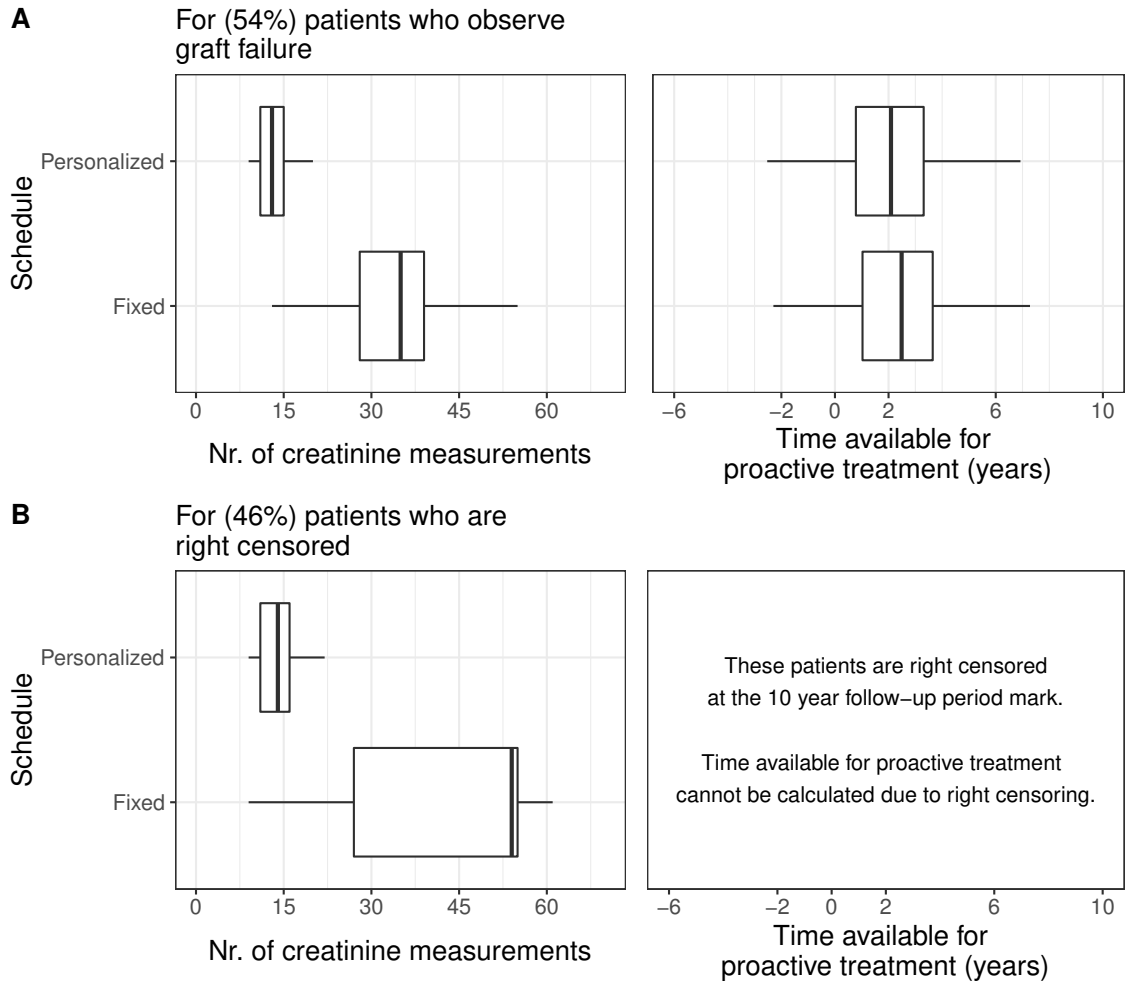 A
For (54%) patients who observe
graft failure
Schedule
Personalized
Fixed
0 15 30 45 60
Nr. of creatinine measurements
−6 −2 0 2 6 10
Time available for
proactive treatment (years)
B
For (46%) patients who are
right censored
Schedule
Personalized
Fixed
0 15 30 45 60
Nr. of creatinine measurements
These patients are right censored
at the 10 year follow−up period mark.
Time available for proactive treatment
cannot be calculated due to right censoring.
−6 −2 0 2 6 10
Time available for
proactive treatment (years)